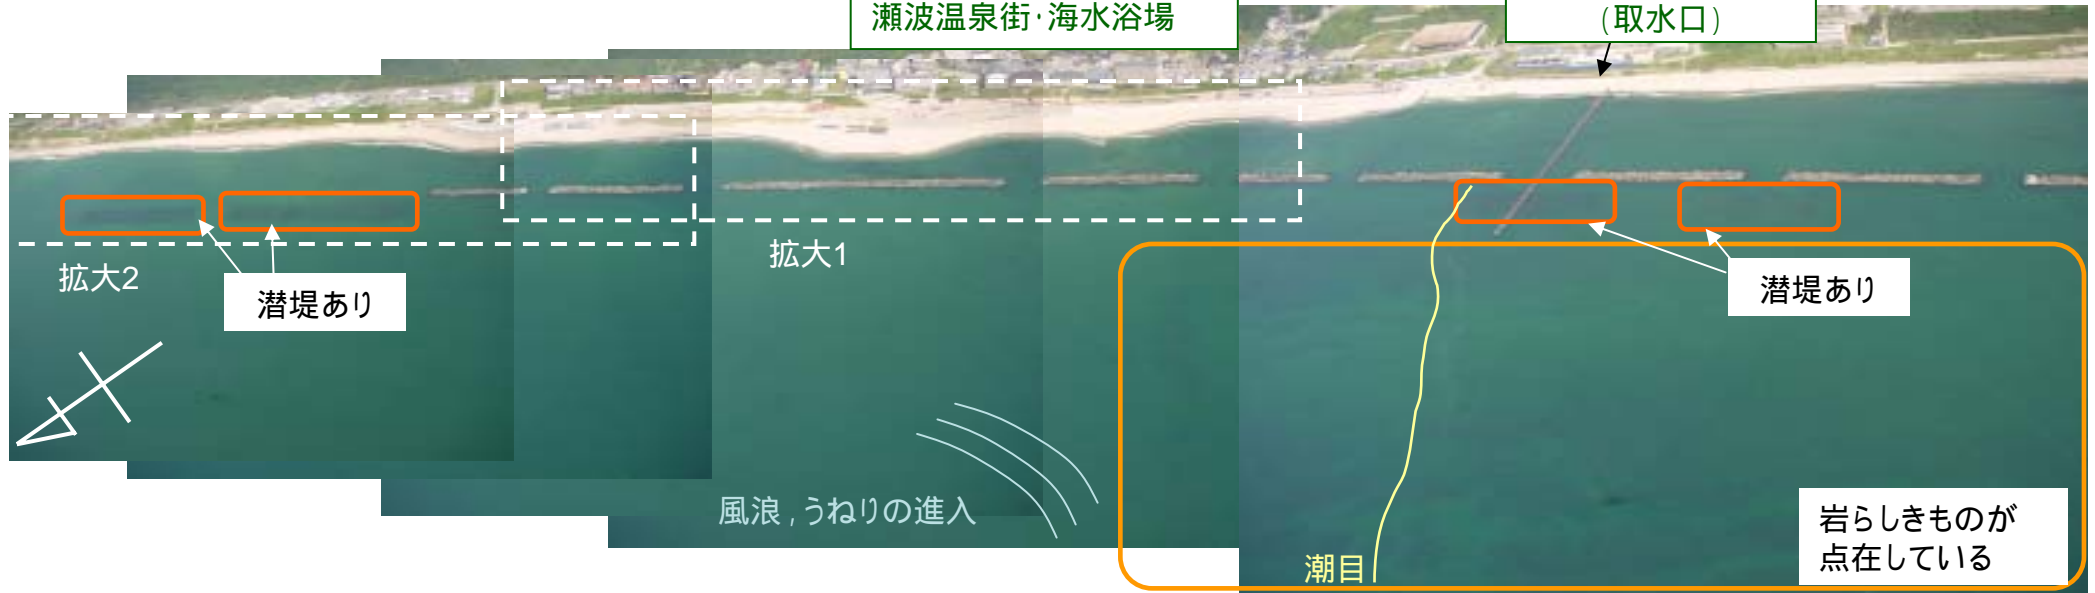 瀬波温泉街・海水浴場
(取水口)
拡大1
拡大2
潜堤あり
潜堤あり
風浪,うねりの進入
潮目
岩らしきものが
点在している